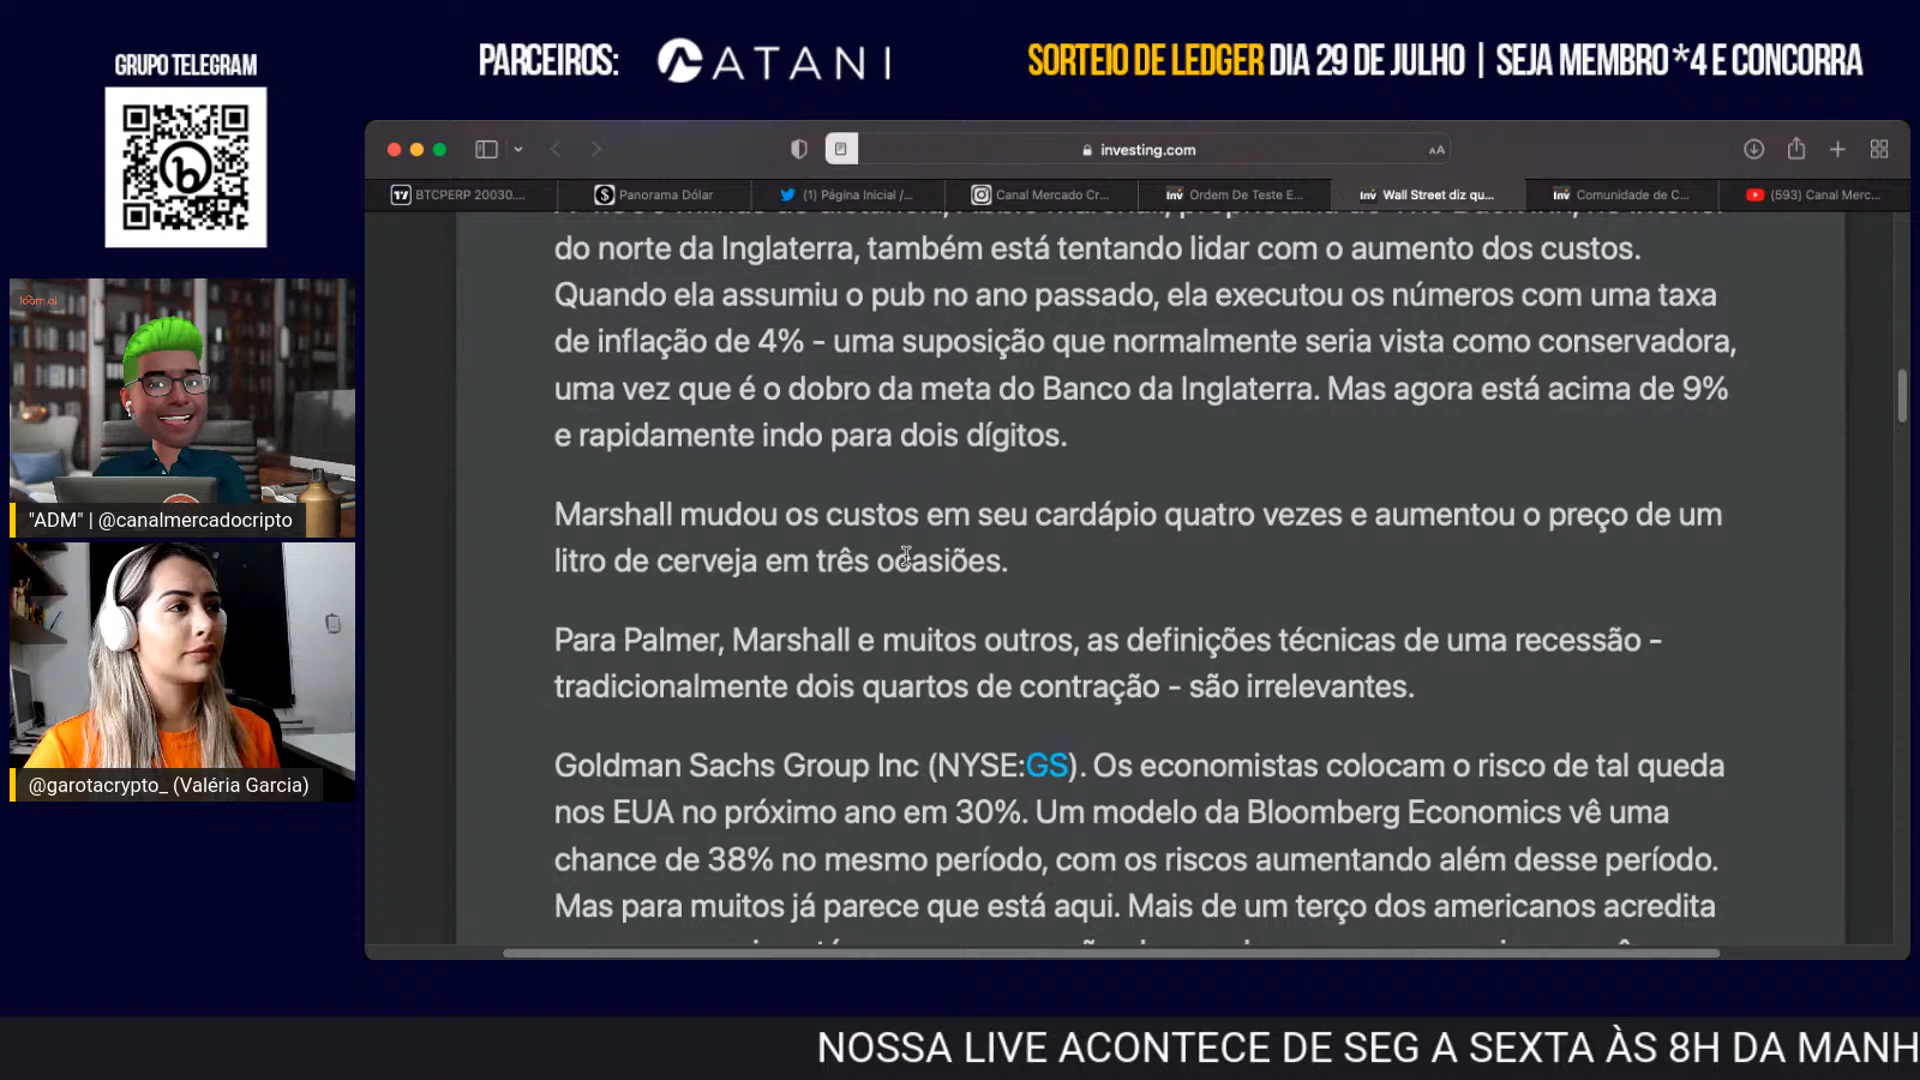 GRUPO TELEGRAM
PARCEIROS:
ATANI
SORTEIO DE LEDGER DIA 29 DE JULHO | SEJA MEMBRO *4 E CONCORRA
investing.com
AA
BTCPERP 20030....
Panorama Dólar
(1) Página Inicial /...
Canal Mercado Cr...
Ordem De Teste E...
Wall Street diz qu...
Comunidade de C...
(593) Canal Merc...
do norte da Inglaterra, também está tentando lidar com o aumento dos custos.
Quando ela assumiu o pub no ano passado, ela executou os números com uma taxa
de inflação de 4% - uma suposição que normalmente seria vista como conservadora,
uma vez que é o dobro da meta do Banco da Inglaterra. Mas agora está acima de 9%
e rapidamente indo para dois dígitos.
Marshall mudou os custos em seu cardápio quatro vezes e aumentou o preço de um
litro de cerveja em três ocasiões.
Para Palmer, Marshall e muitos outros, as definições técnicas de uma recessão -
tradicionalmente dois quartos de contração - são irrelevantes.
Goldman Sachs Group Inc (NYSE:GS). Os economistas colocam o risco de tal queda
nos EUA no próximo ano em 30%. Um modelo da Bloomberg Economics vê uma
chance de 38% no mesmo período, com os riscos aumentando além desse período.
Mas para muitos já parece que está aqui. Mais de um terço dos americanos acredita
loom.ai
"ADM" | @canalmercadocripto
@garotacrypto_ (Valéria Garcia)
NOSSA LIVE ACONTECE DE SEG A SEXTA ÀS 8H DA MANH